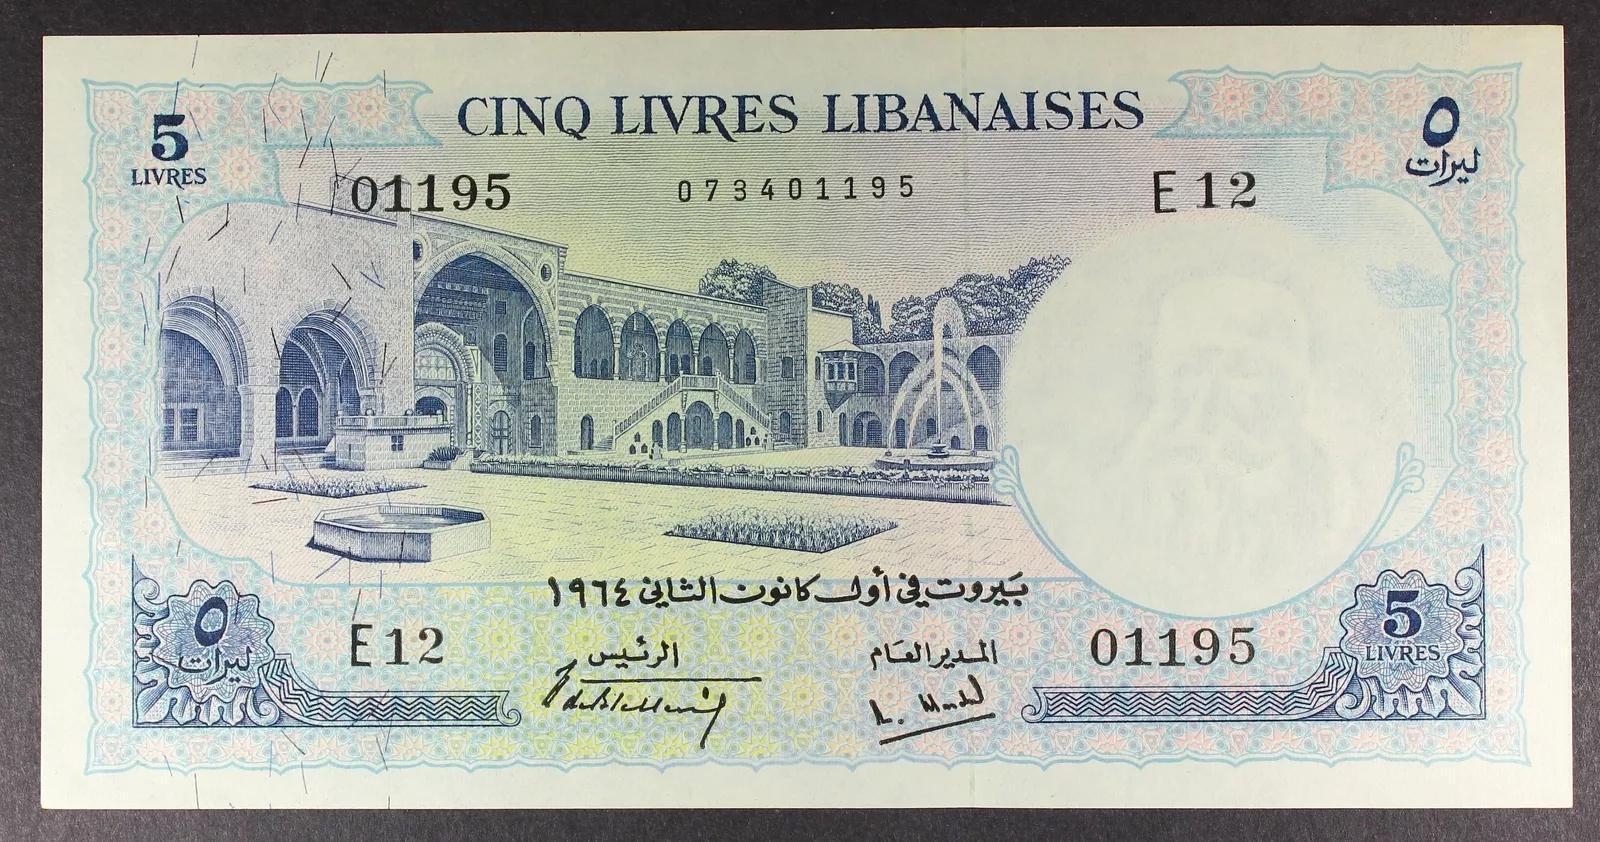 CINQ LIVRES LIBANAISES
5
LIVRES
٥
ليرات
01195
073401195
E 12
بيروت في أول كانون الثاني ١٩٦٤
٥
ليرات
E 12
الرئيس
المدير العام
01195
5
LIVRES